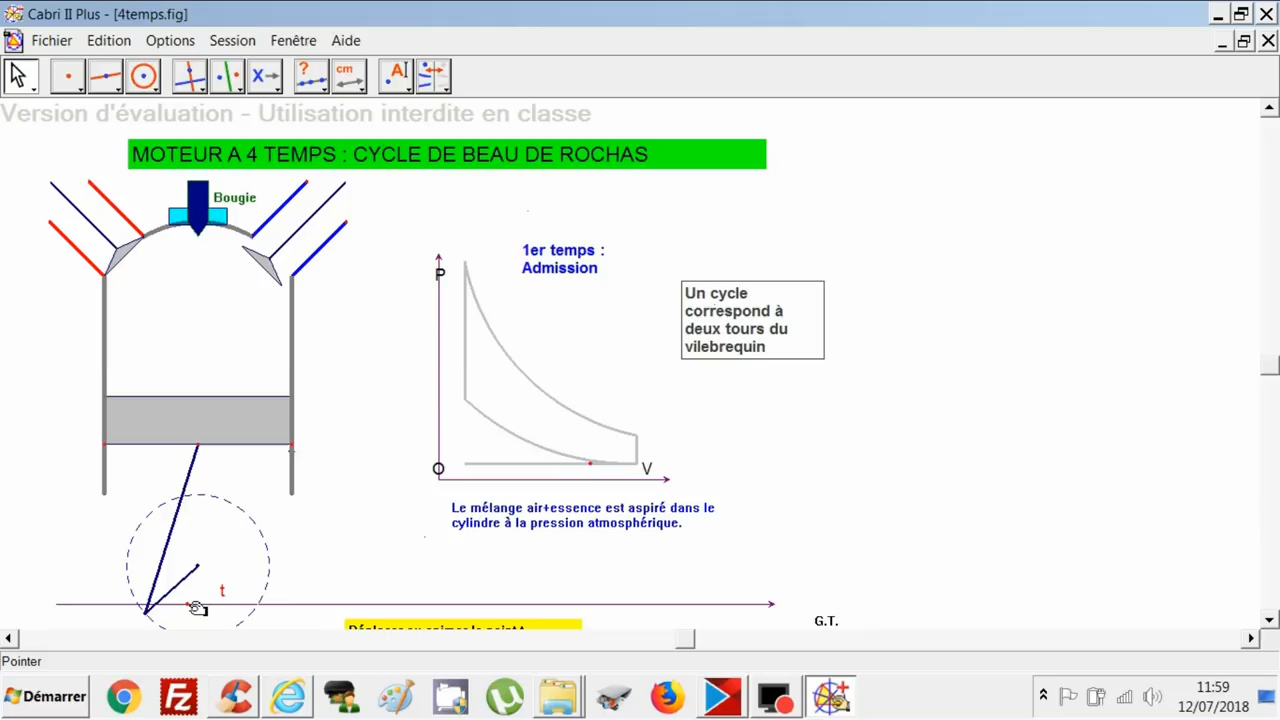 Cabri II Plus - [4temps.fig]
Fichier Edition Options Session Fenêtre Aide
? cm A
X
Version d'évaluation - Utilisation interdite en classe
MOTEUR A 4 TEMPS : CYCLE DE BEAU DE ROCHAS
Bougie
1er temps :
Admission
P
Un cycle
correspond à
deux tours du
vilebrequin
O
V
Le mélange air+essence est aspiré dans le
cylindre à la pression atmosphérique.
t
G.T.
Pointer
Démarrer
11:59
12/07/2018